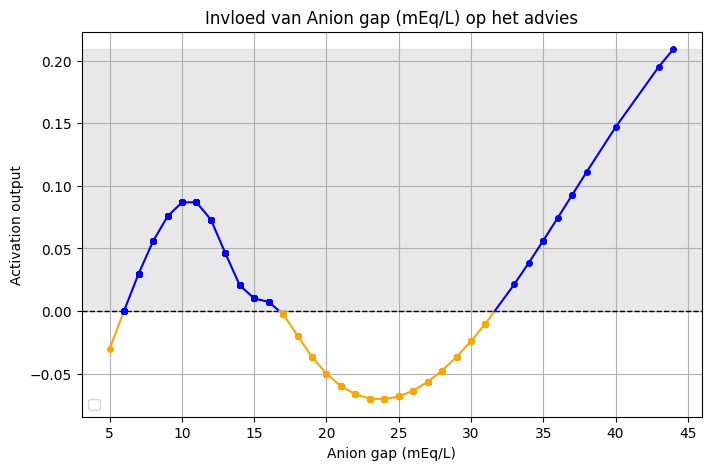 Invloed van Anion gap (mEq/L) op het advies
Activation output
0.20
0.15
0.10
0.05
0.00
−0.05
5 10 15 20 25 30 35 40 45
Anion gap (mEq/L)